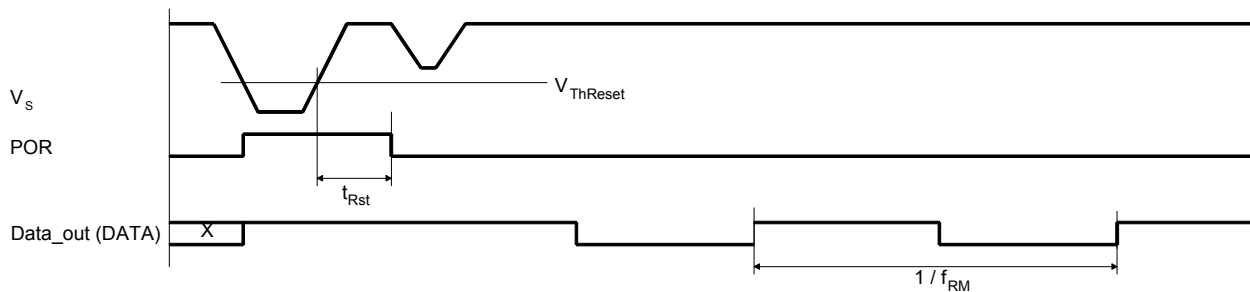 V_ThReset
V_S
POR
t_Rst
Data_out (DATA)
X
1 / f_RM